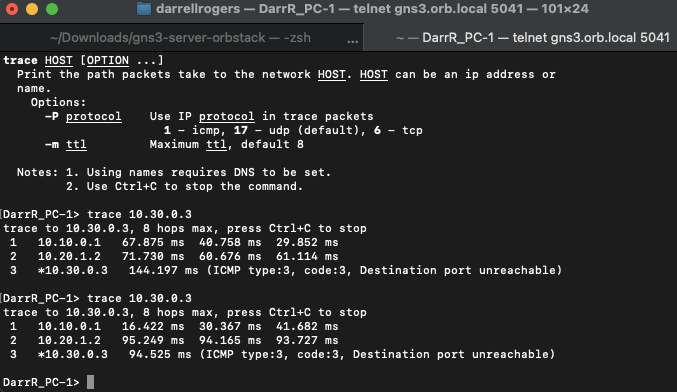 darrellrogers — DarrR_PC-1 — telnet gns3.orb.local 5041 — 101×24
~/Downloads/gns3-server-orbstack — -zsh ... ~ — DarrR_PC-1 — telnet gns3.orb.local 5041
trace HOST [OPTION ...]
Print the path packets take to the network HOST. HOST can be an ip address or
name.
Options:
-P protocol Use IP protocol in trace packets
1 - icmp, 17 - udp (default), 6 - tcp
-m ttl Maximum ttl, default 8
Notes: 1. Using names requires DNS to be set.
2. Use Ctrl+C to stop the command.
[DarrR_PC-1> trace 10.30.0.3
trace to 10.30.0.3, 8 hops max, press Ctrl+C to stop
1 10.10.0.1 67.875 ms 40.758 ms 29.852 ms
2 10.20.1.2 71.730 ms 60.676 ms 61.114 ms
3 *10.30.0.3 144.197 ms (ICMP type:3, code:3, Destination port unreachable)
[DarrR_PC-1> trace 10.30.0.3
trace to 10.30.0.3, 8 hops max, press Ctrl+C to stop
1 10.10.0.1 16.422 ms 30.367 ms 41.682 ms
2 10.20.1.2 95.249 ms 94.165 ms 93.727 ms
3 *10.30.0.3 94.525 ms (ICMP type:3, code:3, Destination port unreachable)
DarrR_PC-1>